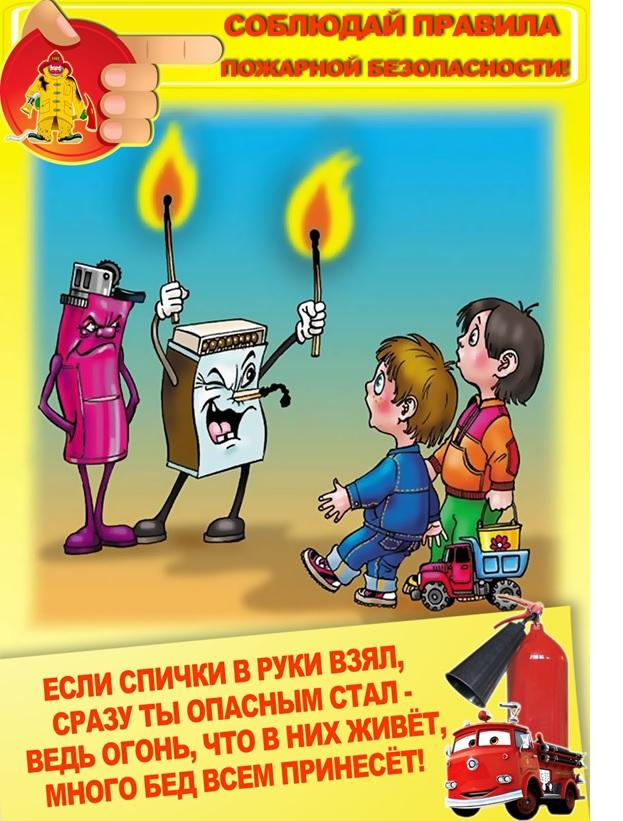 СОБЛЮДАЙ ПРАВИЛА
ПОЖАРНОЙ БЕЗОПАСНОСТИ!
ЕСЛИ СПИЧКИ В РУКИ ВЗЯЛ,
СРАЗУ ТЫ ОПАСНЫМ СТАЛ -
ВЕДЬ ОГОНЬ, ЧТО В НИХ ЖИВЁТ,
МНОГО БЕД ВСЕМ ПРИНЕСЁТ!